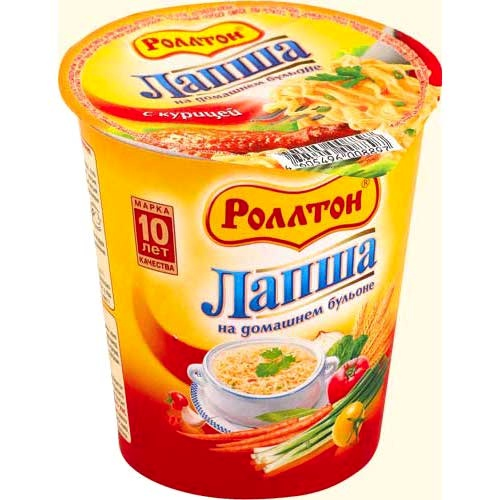 Роллтон
Лапша
на домашнем бульоне
с курицей
Роллтон®
Лапша
на домашнем бульоне
МАРКА
10
ЛЕТ
КАЧЕСТВА